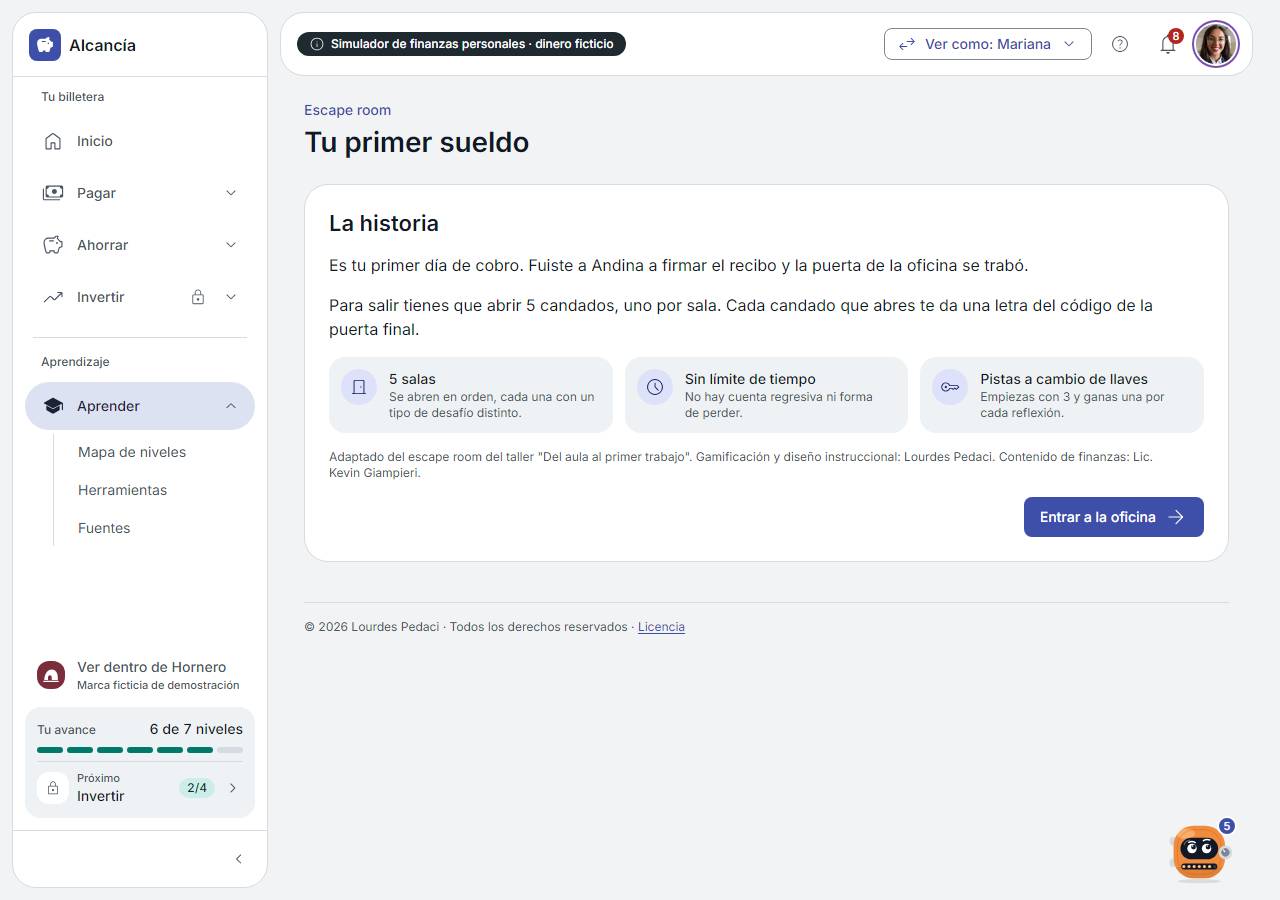 Alcancía
Simulador de finanzas personales · dinero ficticio
Ver como: Mariana
8
Tu billetera
Inicio
Pagar
Ahorrar
Invertir
Aprendizaje
Aprender
Mapa de niveles
Herramientas
Fuentes
Ver dentro de Hornero
Marca ficticia de demostración
Tu avance
6 de 7 niveles
Próximo
Invertir
2/4
Escape room
Tu primer sueldo
La historia
Es tu primer día de cobro. Fuiste a Andina a firmar el recibo y la puerta de la oficina se trabó.
Para salir tienes que abrir 5 candados, uno por sala. Cada candado que abres te da una letra del código de la
puerta final.
5 salas
Se abren en orden, cada una con un
tipo de desafío distinto.
Sin límite de tiempo
No hay cuenta regresiva ni forma
de perder.
Pistas a cambio de llaves
Empiezas con 3 y ganas una por
cada reflexión.
Adaptado del escape room del taller "Del aula al primer trabajo". Gamificación y diseño instruccional: Lourdes Pedaci. Contenido de finanzas: Lic.
Kevin Giampieri.
Entrar a la oficina
© 2026 Lourdes Pedaci · Todos los derechos reservados · Licencia
5